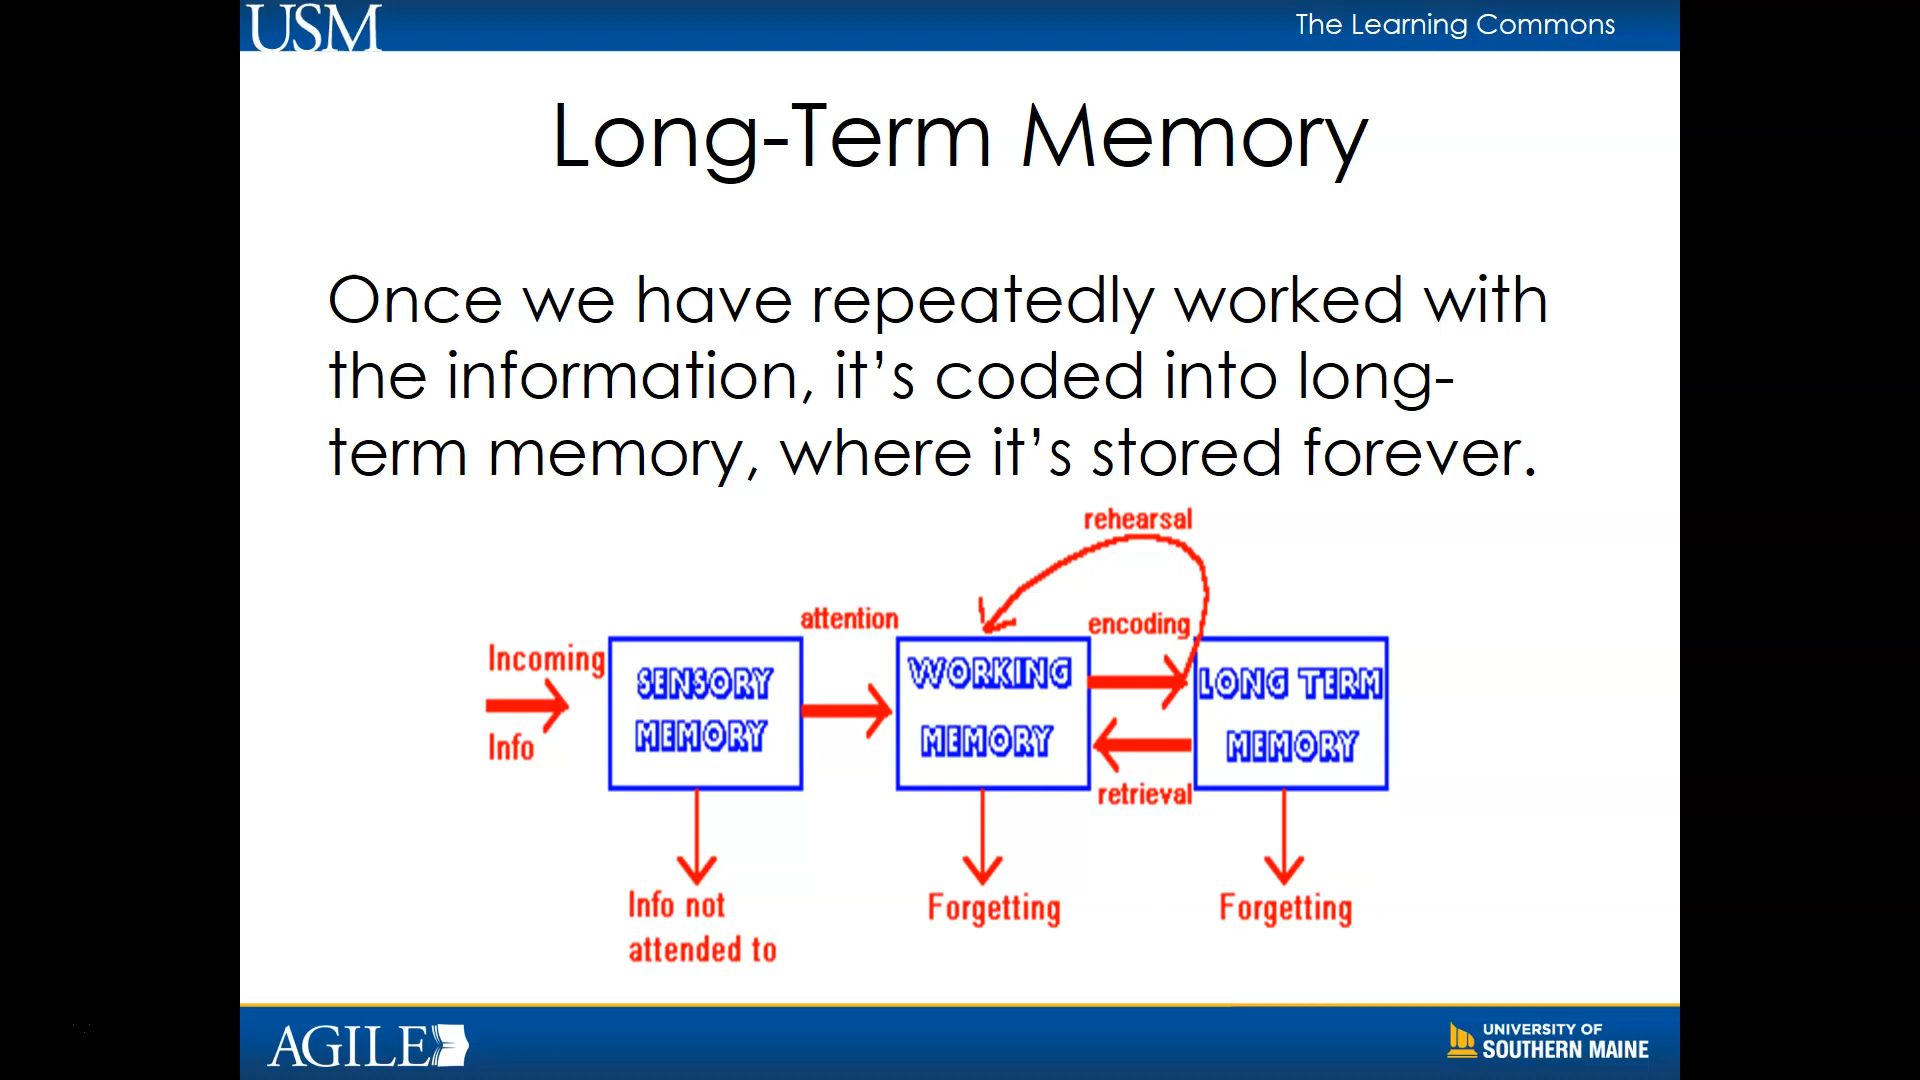 USM
The Learning Commons
Long-Term Memory
Once we have repeatedly worked with
the information, it’s coded into long-
term memory, where it’s stored forever.
rehearsal
attention
encoding
Incoming
Info
SENSORY
MEMORY
WORKING
MEMORY
LONG TERM
MEMORY
retrieval
Info not
attended to
Forgetting
Forgetting
AGILE
UNIVERSITY OF
SOUTHERN MAINE